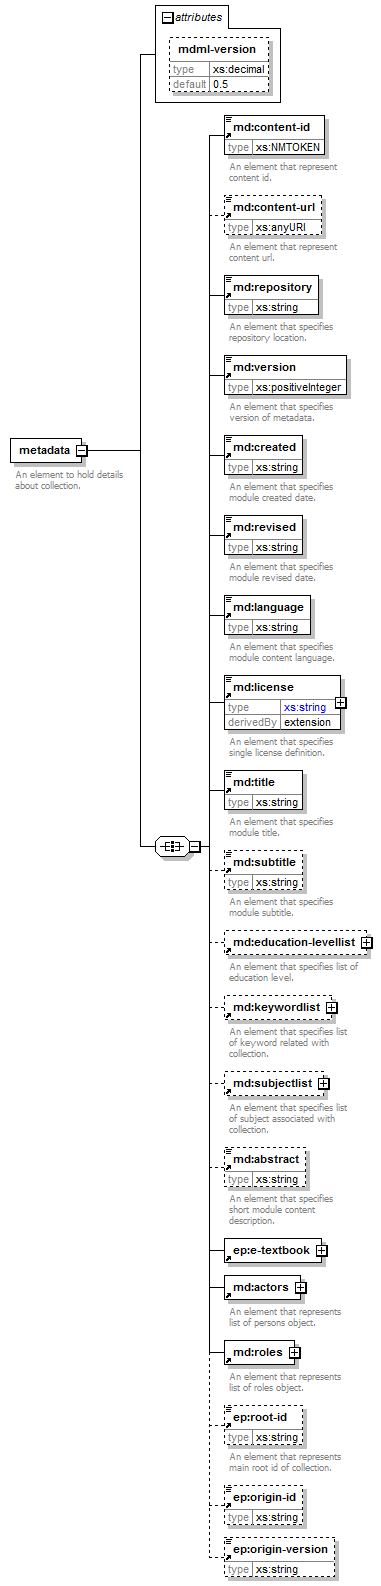 attributes
mdml-version
type xs:decimal
default 0.5
md:content-id
type xs:NMTOKEN
An element that represent
content id.
md:content-url
type xs:anyURI
An element that represent
content url.
md:repository
type xs:string
An element that specifies
repository location.
md:version
type xs:positiveInteger
An element that specifies
version of metadata.
metadata
An element to hold details
about collection.
md:created
type xs:string
An element that specifies
module created date.
md:revised
type xs:string
An element that specifies
module revised date.
md:language
type xs:string
An element that specifies
module content language.
md:license
type xs:string
derivedBy extension
An element that specifies
single license definition.
md:title
type xs:string
An element that specifies
module title.
md:subtitle
type xs:string
An element that specifies
module subtitle.
md:education-levellist
An element that specifies list of
education level.
md:keywordlist
An element that specifies list
of keyword related with
collection.
md:subjectlist
An element that specifies list
of subject associated with
collection.
md:abstract
type xs:string
An element that specifies
short module content
description.
ep:e-textbook
md:actors
An element that represents
list of persons object.
md:roles
An element that represents
list of roles object.
ep:root-id
type xs:string
An element that represents
main root id of collection.
ep:origin-id
type xs:string
ep:origin-version
type xs:string